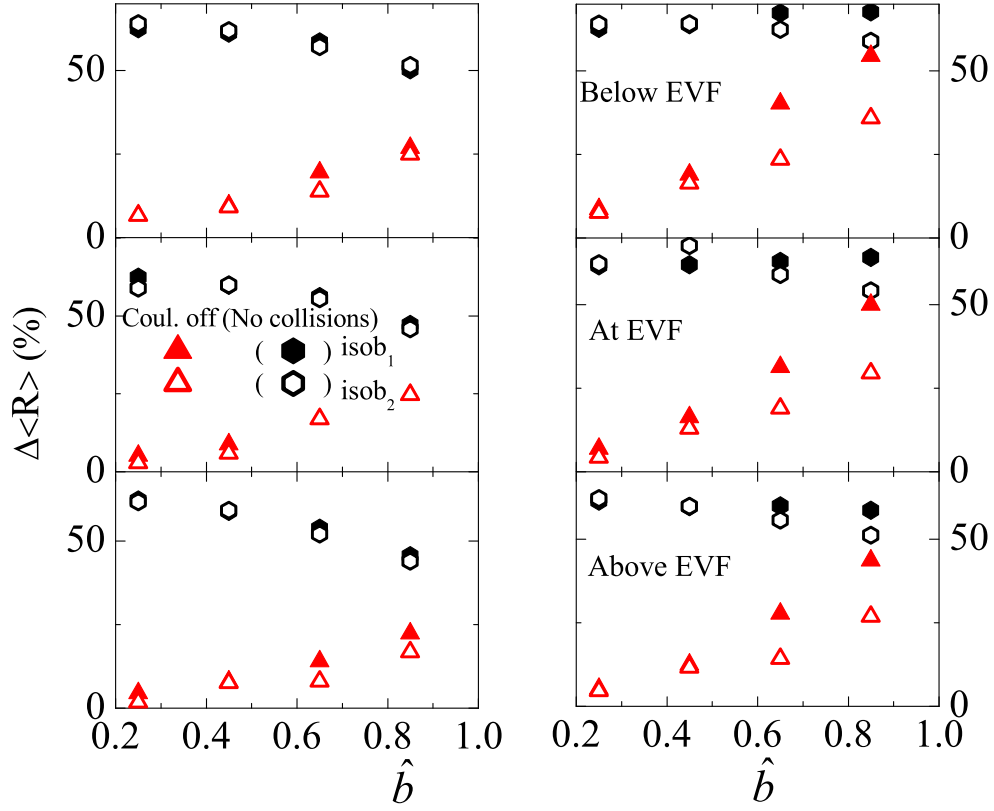 50
0
50
Below EVF
0
Δ<R> (%)
50
Coul. off (No collisions)
( ) isob₁
( ) isob₂
0
50
At EVF
0
50
0
0.2 0.4 0.6 0.8 1.0
b̂
50
Above EVF
0
0.2 0.4 0.6 0.8 1.0
b̂